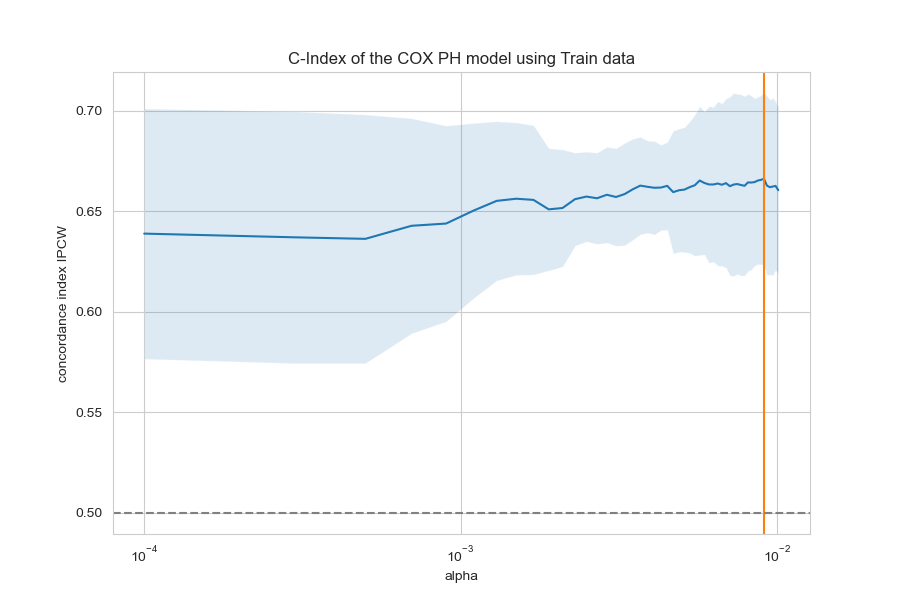 C-Index of the COX PH model using Train data
concordance index IPCW
0.70
0.65
0.60
0.55
0.50
10⁻⁴
10⁻³
10⁻²
alpha